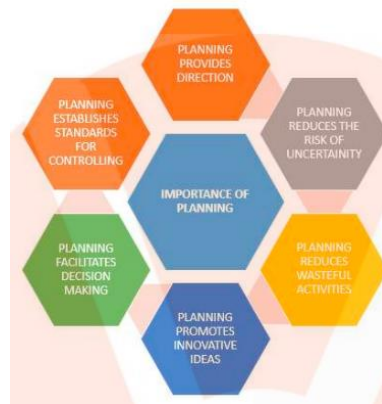 PLANNING
PROVIDES
DIRECTION
PLANNING
ESTABLISHES
STANDARDS
FOR
CONTROLLING
PLANNING
REDUCES THE
RISK OF
UNCERTAINITY
IMPORTANCE OF
PLANNING
PLANNING
FACILITATES
DECISION
MAKING
PLANNING
REDUCES
WASTEFUL
ACTIVITIES
PLANNING
PROMOTES
INNOVATIVE
IDEAS